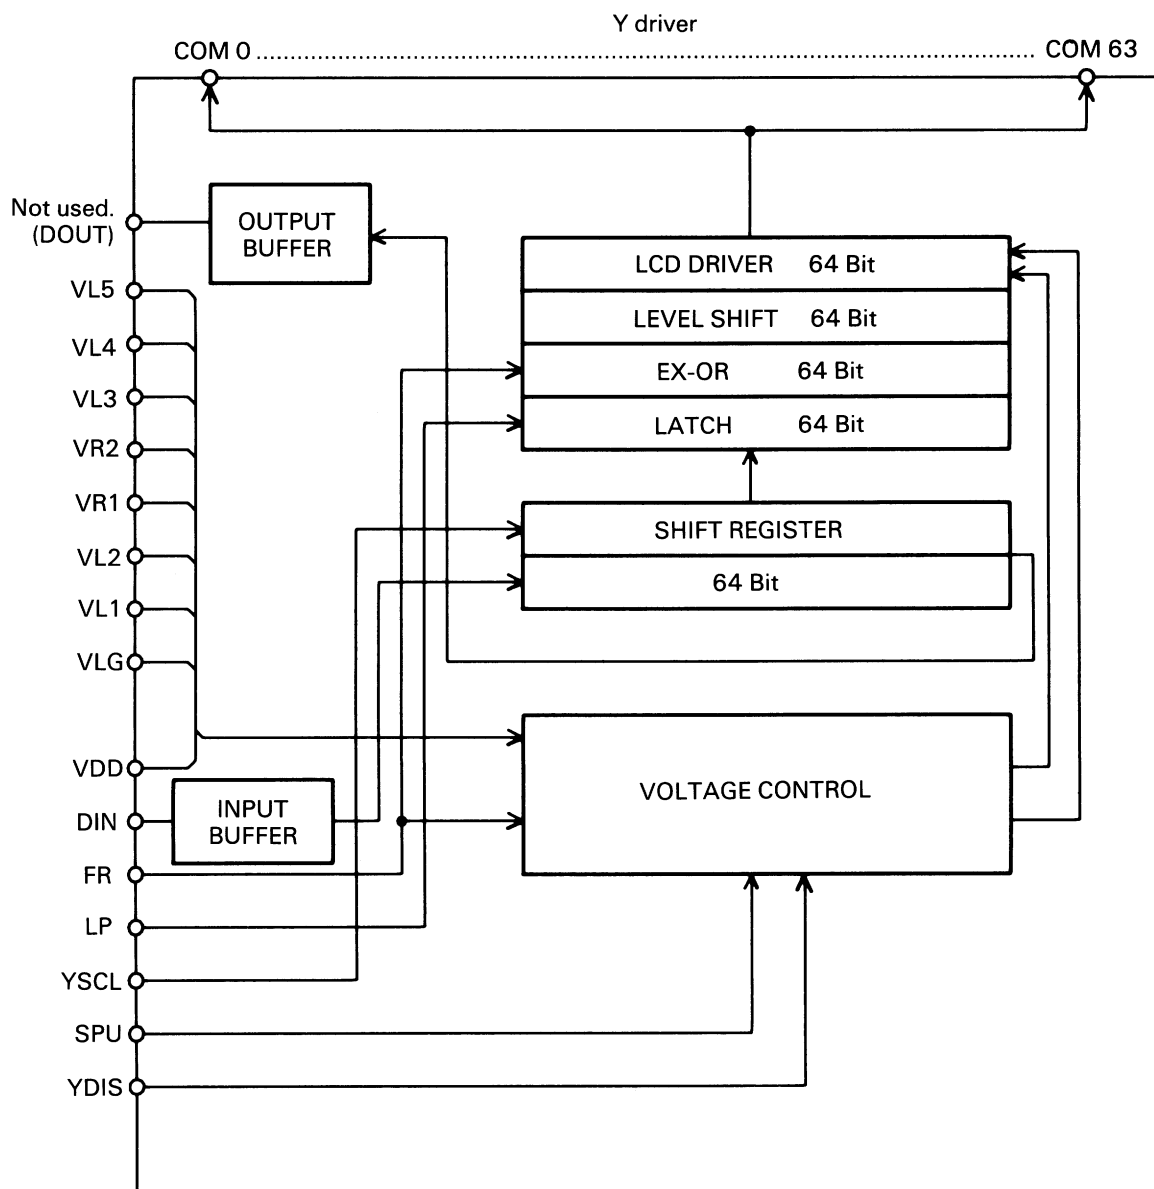 Y driver
COM 0 ........ COM 63
Not used.
(DOUT)
OUTPUT
BUFFER
VL5
VL4
VL3
VR2
VR1
VL2
VL1
VLG
VDD
DIN
FR
LP
YSCL
SPU
YDIS
INPUT
BUFFER
LCD DRIVER 64 Bit
LEVEL SHIFT 64 Bit
EX-OR 64 Bit
LATCH 64 Bit
SHIFT REGISTER
64 Bit
VOLTAGE CONTROL